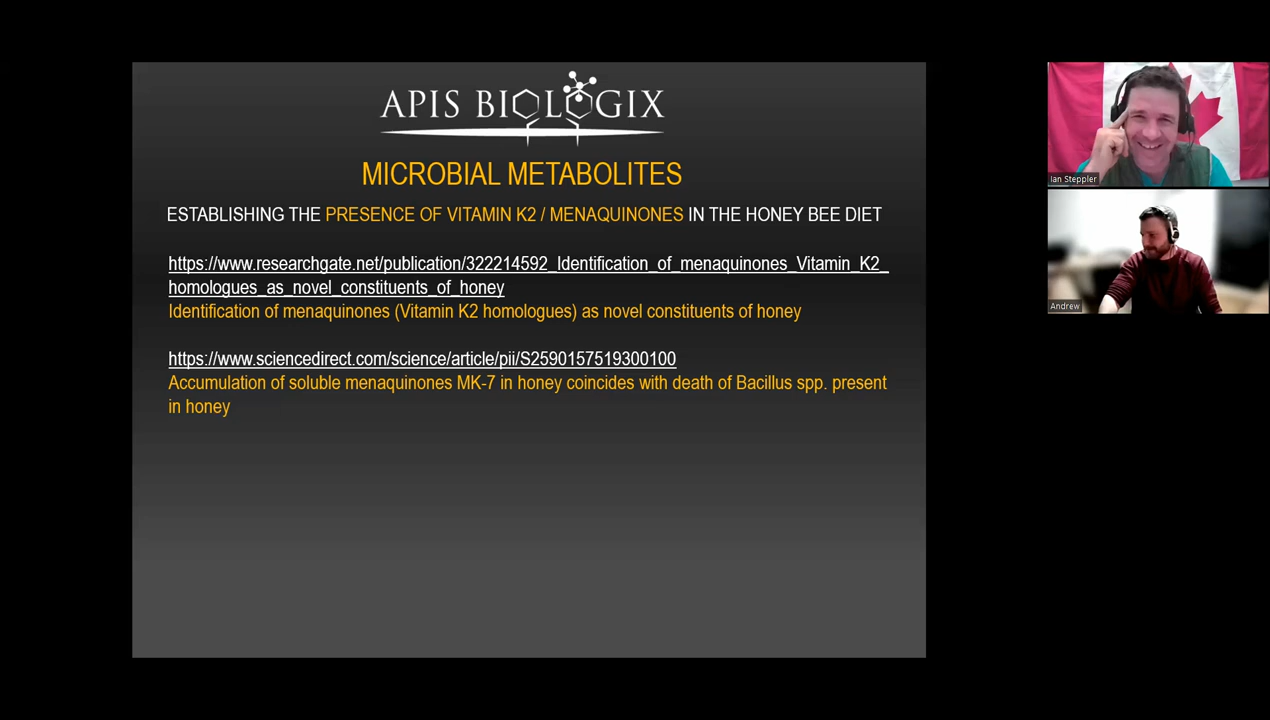 APIS BIOLOGIX
MICROBIAL METABOLITES
ESTABLISHING THE PRESENCE OF VITAMIN K2 / MENAQUINONES IN THE HONEY BEE DIET
https://www.researchgate.net/publication/322214592_Identification_of_menaquinones_Vitamin_K2_
homologues_as_novel_constituents_of_honey
Identification of menaquinones (Vitamin K2 homologues) as novel constituents of honey
https://www.sciencedirect.com/science/article/pii/S2590157519300100
Accumulation of soluble menaquinones MK-7 in honey coincides with death of Bacillus spp. present
in honey
Ian Steppler
Andrew